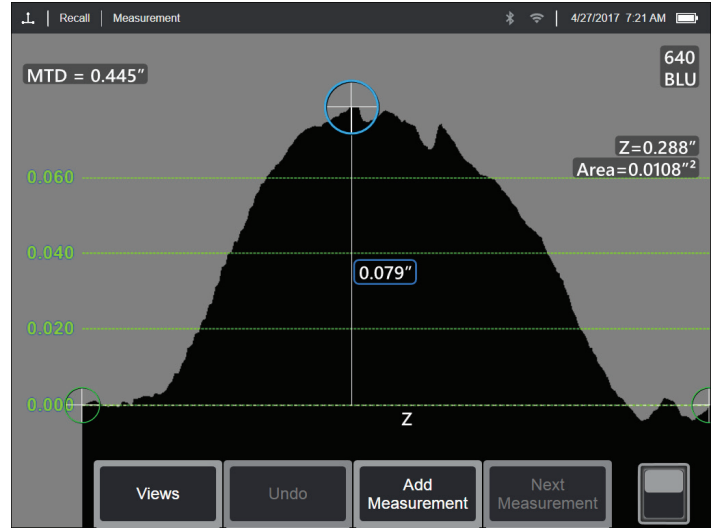 Recall Measurement 4/27/2017 7:21 AM
MTD = 0.445"
640
BLU
Z=0.288"
Area=0.0108"²
0.060
0.040
0.079"
0.020
0.000
Z
Views Undo Add Measurement Next Measurement